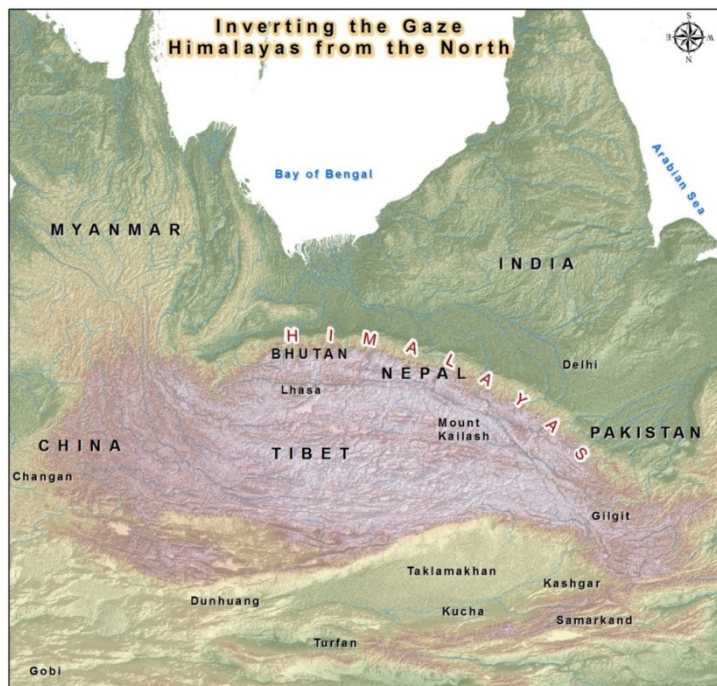 Inverting the Gaze
Himalayas from the North
S
E
W
N
Arabian Sea
Bay of Bengal
MYANMAR
INDIA
HIMALAYAS
BHUTAN
Delhi
NEPAL
Lhasa
Mount
Kailash
PAKISTAN
CHINA
TIBET
Changan
Gilgit
Taklamakhan
Kashgar
Dunhuang
Kucha
Samarkand
Turfan
Gobi